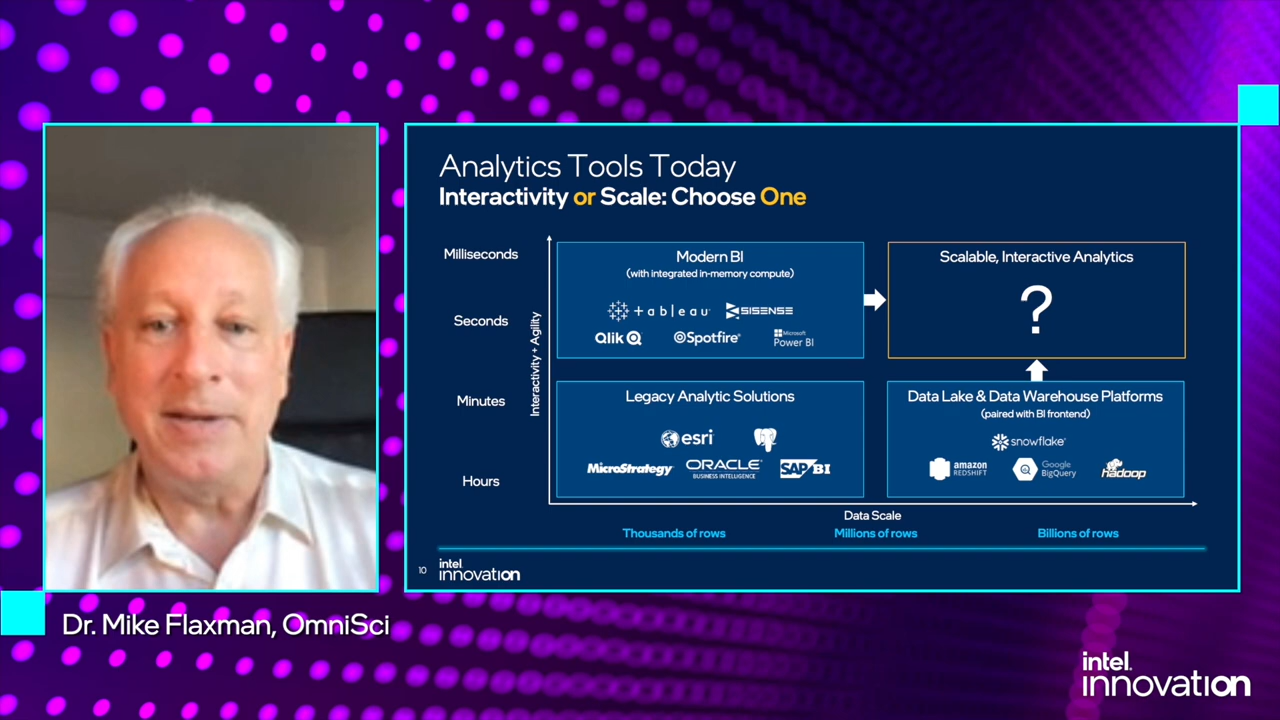 Analytics Tools Today
Interactivity or Scale: Choose One
Milliseconds
Seconds
Minutes
Hours
Interactivity + Agility
Modern BI
(with integrated in-memory compute)
+ableau
SISENSE
Qlik
Spotfire®
Microsoft
Power BI
Scalable, Interactive Analytics
?
Legacy Analytic Solutions
esri
MicroStrategy
ORACLE®
BUSINESS INTELLIGENCE
SAP BI
Data Lake & Data Warehouse Platforms
(paired with BI frontend)
snowflake®
amazon
REDSHIFT
Google
BigQuery
hadoop
Data Scale
Thousands of rows
Millions of rows
Billions of rows
10
intel.
innovation
Dr. Mike Flaxman, OmniSci
intel.
innovation